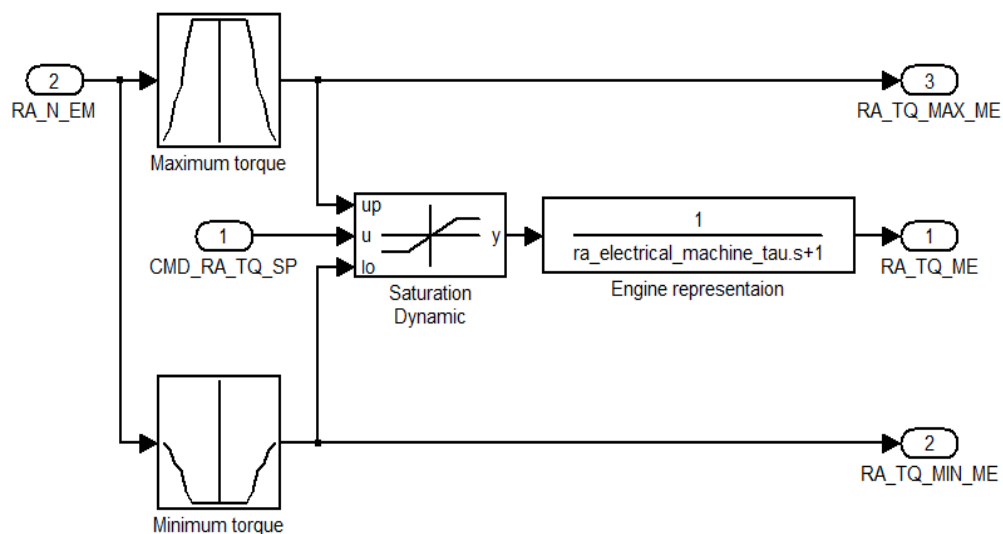 2
RA_N_EM
Maximum torque
3
RA_TQ_MAX_ME
1
CMD_RA_TQ_SP
up
u
lo
y
Saturation
Dynamic
1
ra_electrical_machine_tau.s+1
Engine representaion
1
RA_TQ_ME
Minimum torque
2
RA_TQ_MIN_ME